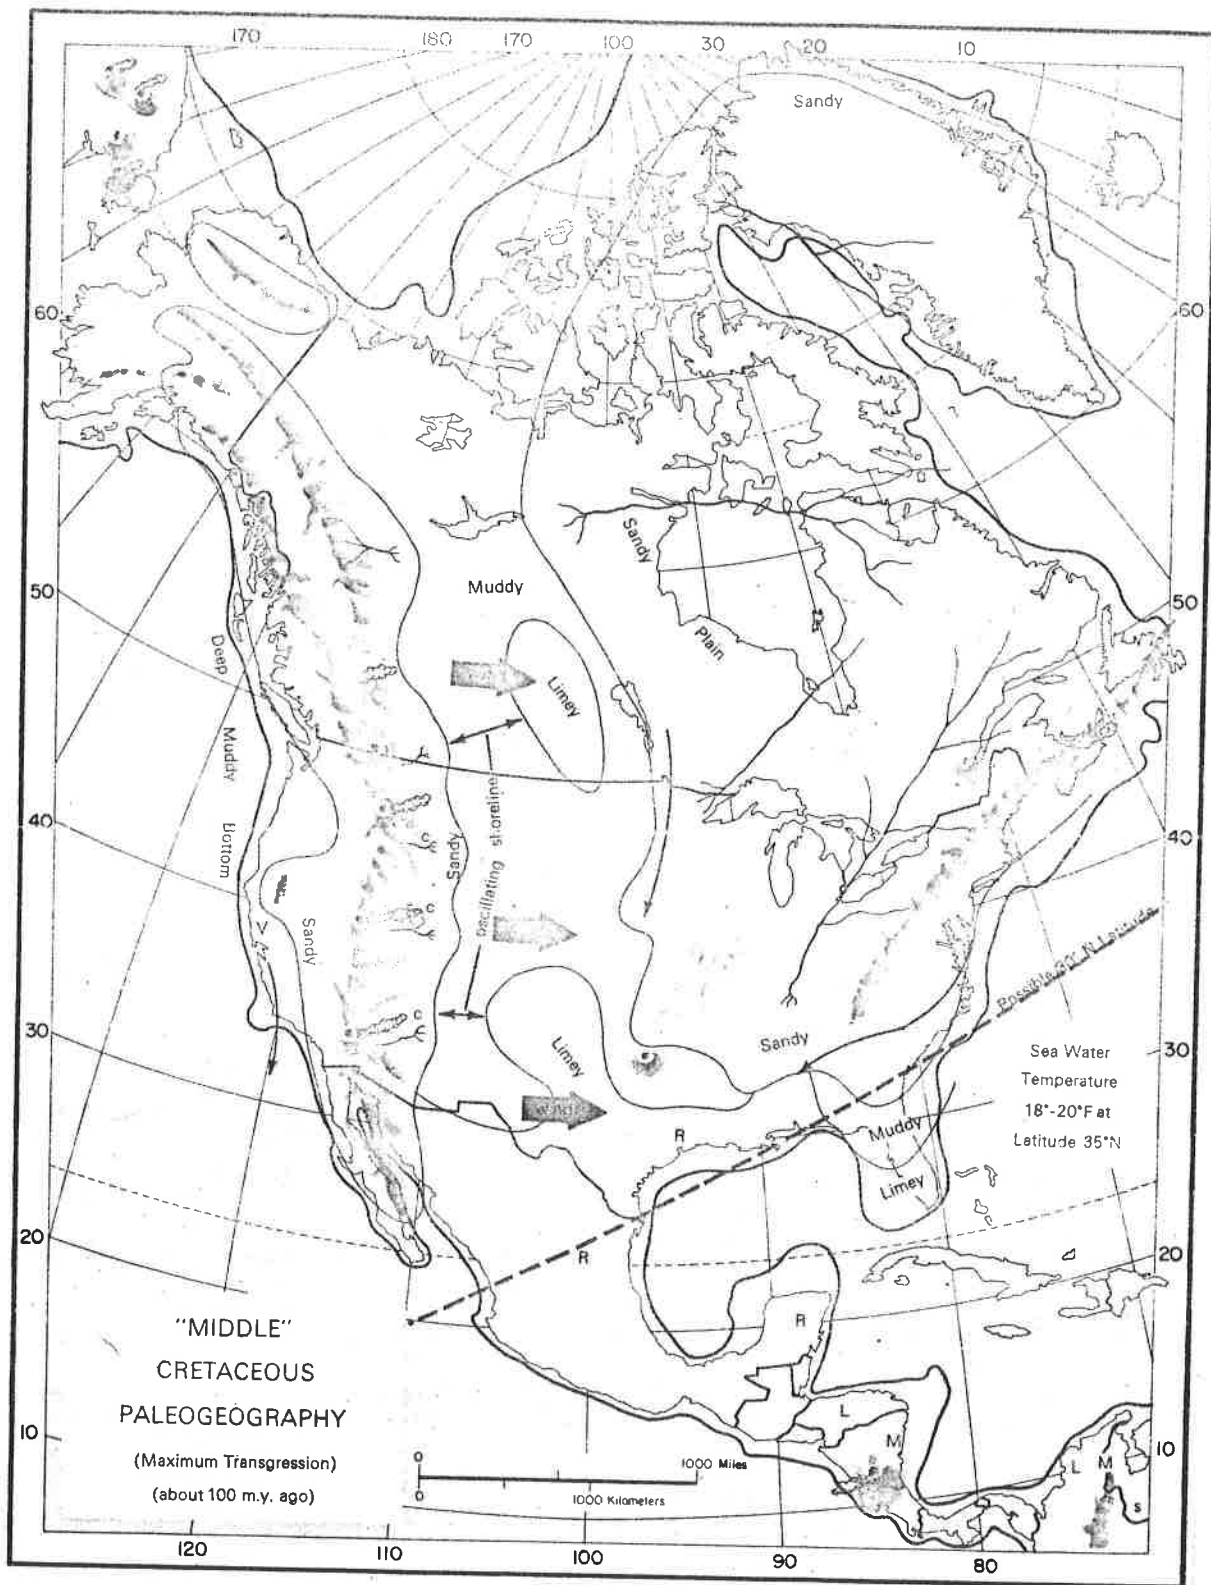 170 180 170 100 30 20 10
Sandy
M
60 60
Sandy
Plain
Muddy
50 50
Deep
Muddy
Bottom
Limey
oscillating shoreline
40 40
Sandy
C
C
Sandy
C
Possible 30° N Latitude
Limey
Sandy
30 30
Sea Water
Temperature
18°-20°F at
Latitude 35°N
winds
R
Muddy
Limey
20 20
R
R
"MIDDLE"
CRETACEOUS
PALEOGEOGRAPHY
(Maximum Transgression)
(about 100 m.y. ago)
10 10
L
M
L M
S
0 1000 Miles
0 1000 Kilometers
120 110 100 90 80